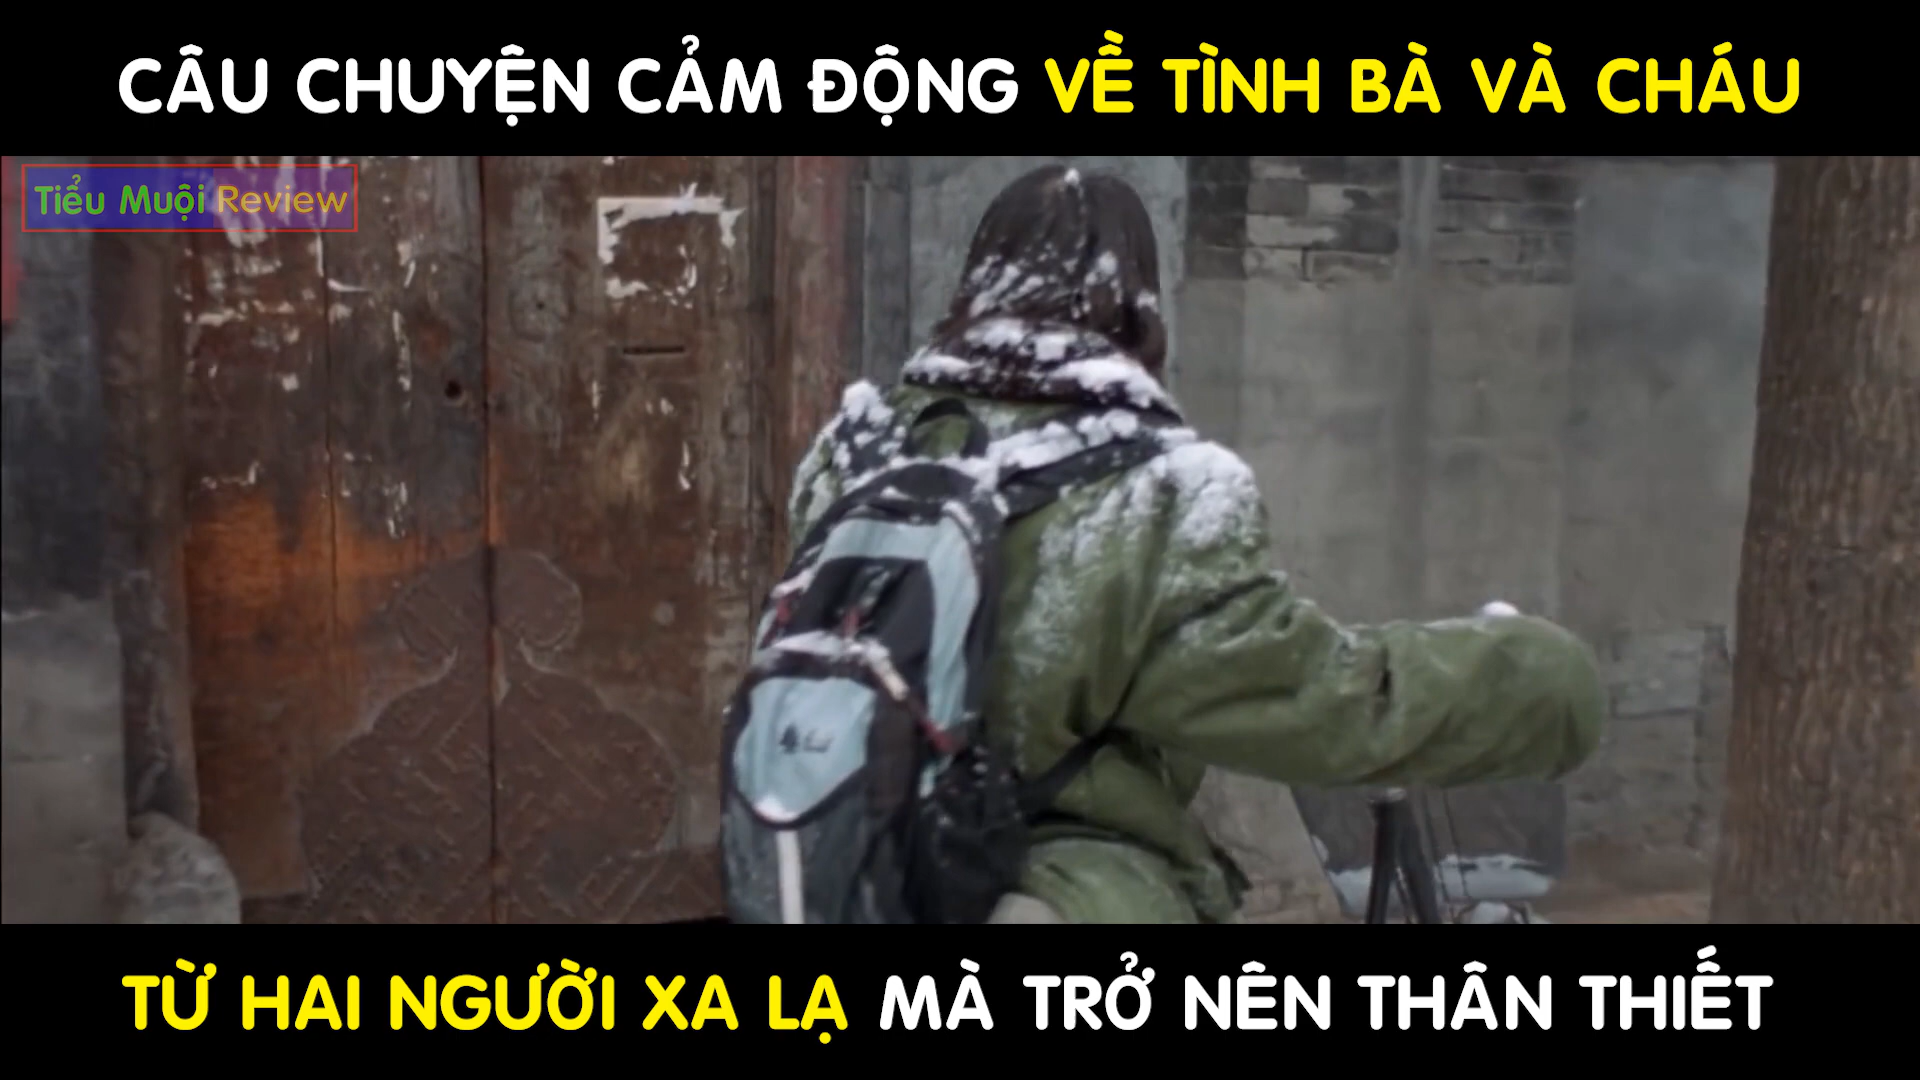 CÂU CHUYỆN CẢM ĐỘNG VỀ TÌNH BÀ VÀ CHÁU
Tiểu Muội Review
TỪ HAI NGƯỜI XA LẠ MÀ TRỞ NÊN THÂN THIẾT